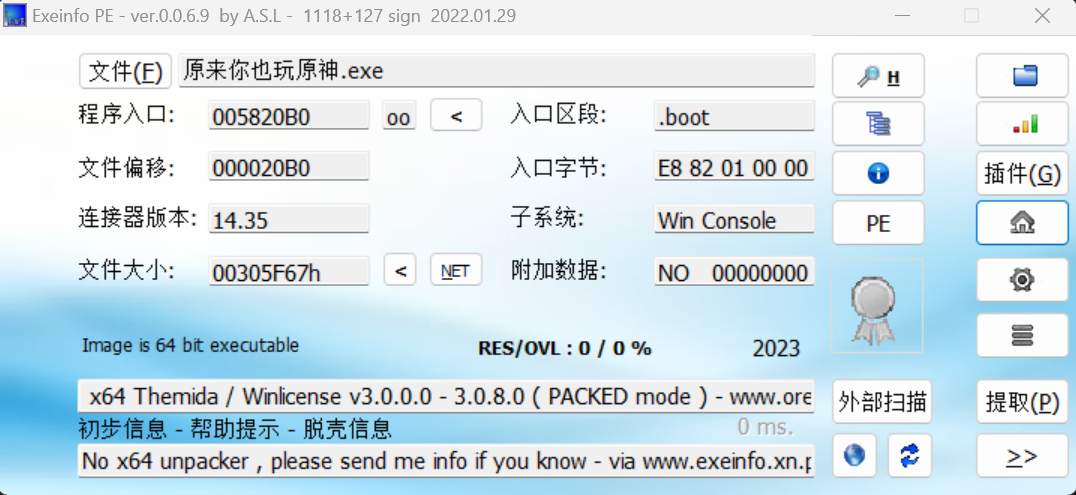 Exeinfo PE - ver.0.0.6.9 by A.S.L - 1118+127 sign 2022.01.29
文件(F) 原来你也玩原神.exe H
程序入口: 005820B0 oo < 入口区段: .boot
文件偏移: 000020B0 入口字节: E8 82 01 00 00 插件(G)
连接器版本: 14.35 子系统: Win Console PE
文件大小: 00305F67h < NET 附加数据: NO 00000000
Image is 64 bit executable RES/OVL : 0 / 0 % 2023
x64 Themida / Winlicense v3.0.0.0 - 3.0.8.0 ( PACKED mode ) - www.ore 外部扫描 提取(P)
初步信息 - 帮助提示 - 脱壳信息 0 ms.
No x64 unpacker , please send me info if you know - via www.exeinfo.xn.p >>